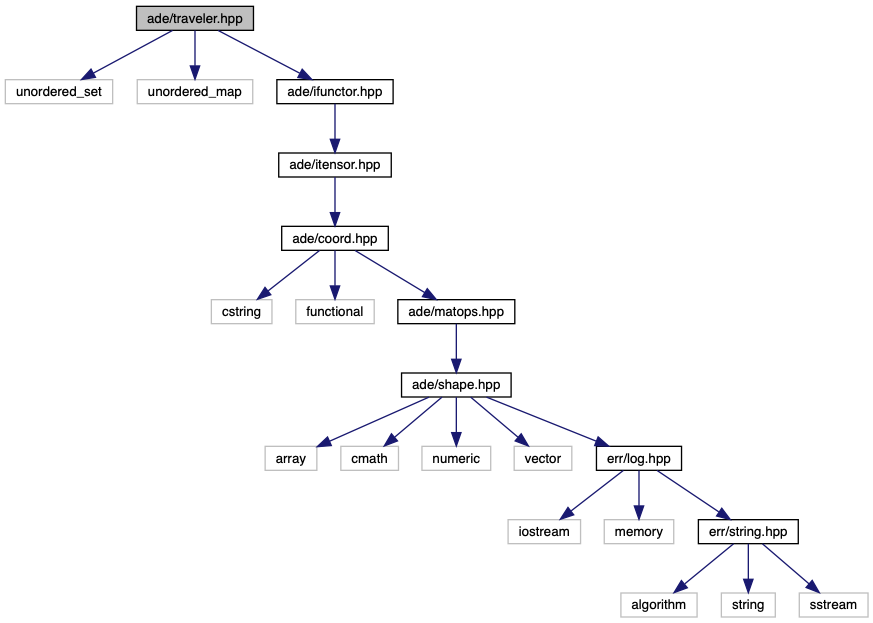 ade/traveler.hpp
unordered_set
unordered_map
ade/ifunctor.hpp
ade/itensor.hpp
ade/coord.hpp
cstring
functional
ade/matops.hpp
ade/shape.hpp
array
cmath
numeric
vector
err/log.hpp
iostream
memory
err/string.hpp
algorithm
string
sstream